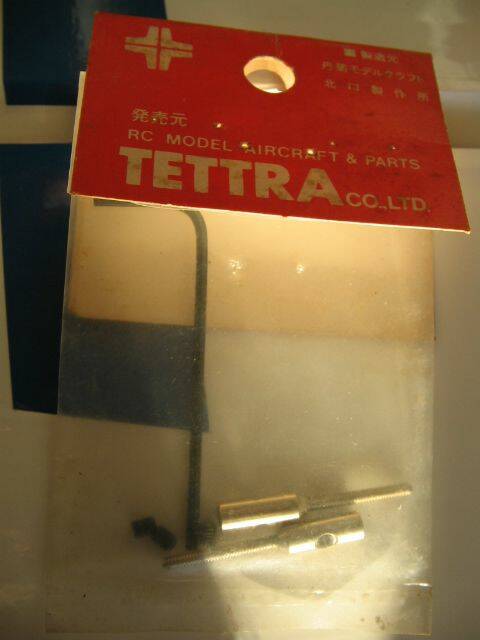 製造元
丹菊モデルクラフト
北口製作所
発売元
RC MODEL AIRCRAFT & PARTS
TETTRA CO.,LTD.